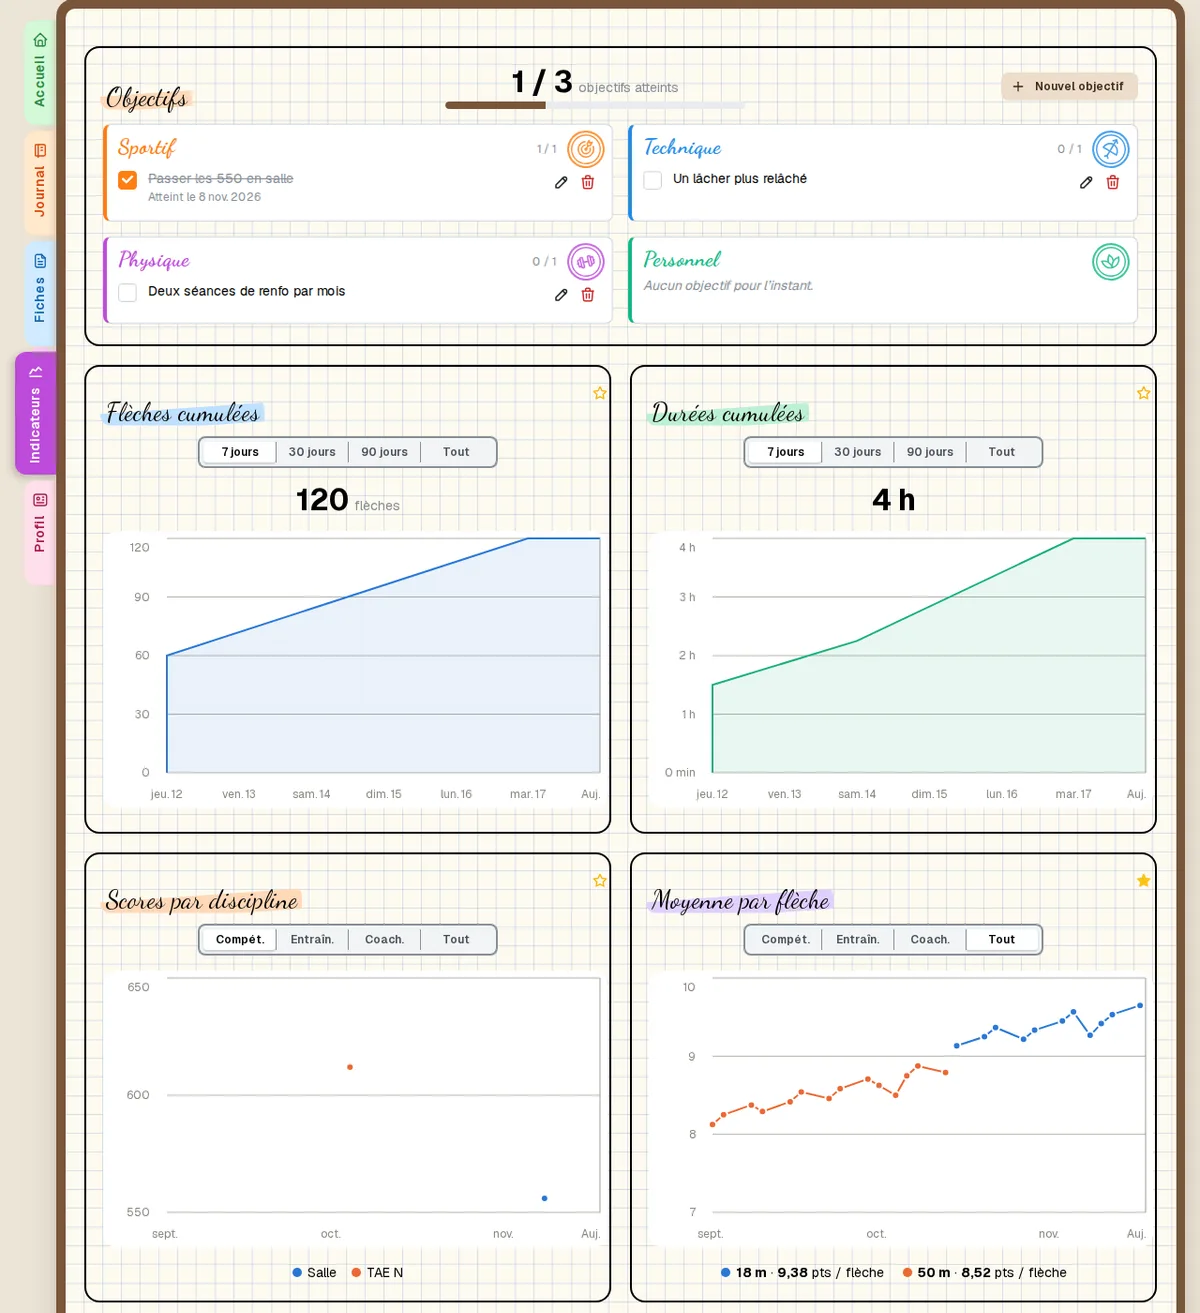 Accueil
Journal
Fiches
Indicateurs
Profil
Objectifs
1 / 3 objectifs atteints
+ Nouvel objectif
Sportif
1 / 1
Passer les 550 en salle
Atteint le 8 nov. 2026
Technique
0 / 1
Un lâcher plus relâché
Physique
0 / 1
Deux séances de renfo par mois
Personnel
Aucun objectif pour l'instant.
Flèches cumulées
7 jours 30 jours 90 jours Tout
120 flèches
120
90
60
30
0
jeu. 12 ven. 13 sam. 14 dim. 15 lun. 16 mar. 17 Auj.
Durées cumulées
7 jours 30 jours 90 jours Tout
4 h
4 h
3 h
2 h
1 h
0 min
jeu. 12 ven. 13 sam. 14 dim. 15 lun. 16 mar. 17 Auj.
Scores par discipline
Compét. Entraîn. Coach. Tout
650
600
550
sept. oct. nov. Auj.
Salle TAE N
Moyenne par flèche
Compét. Entraîn. Coach. Tout
10
9
8
7
sept. oct. nov. Auj.
18 m · 9,38 pts / flèche 50 m · 8,52 pts / flèche